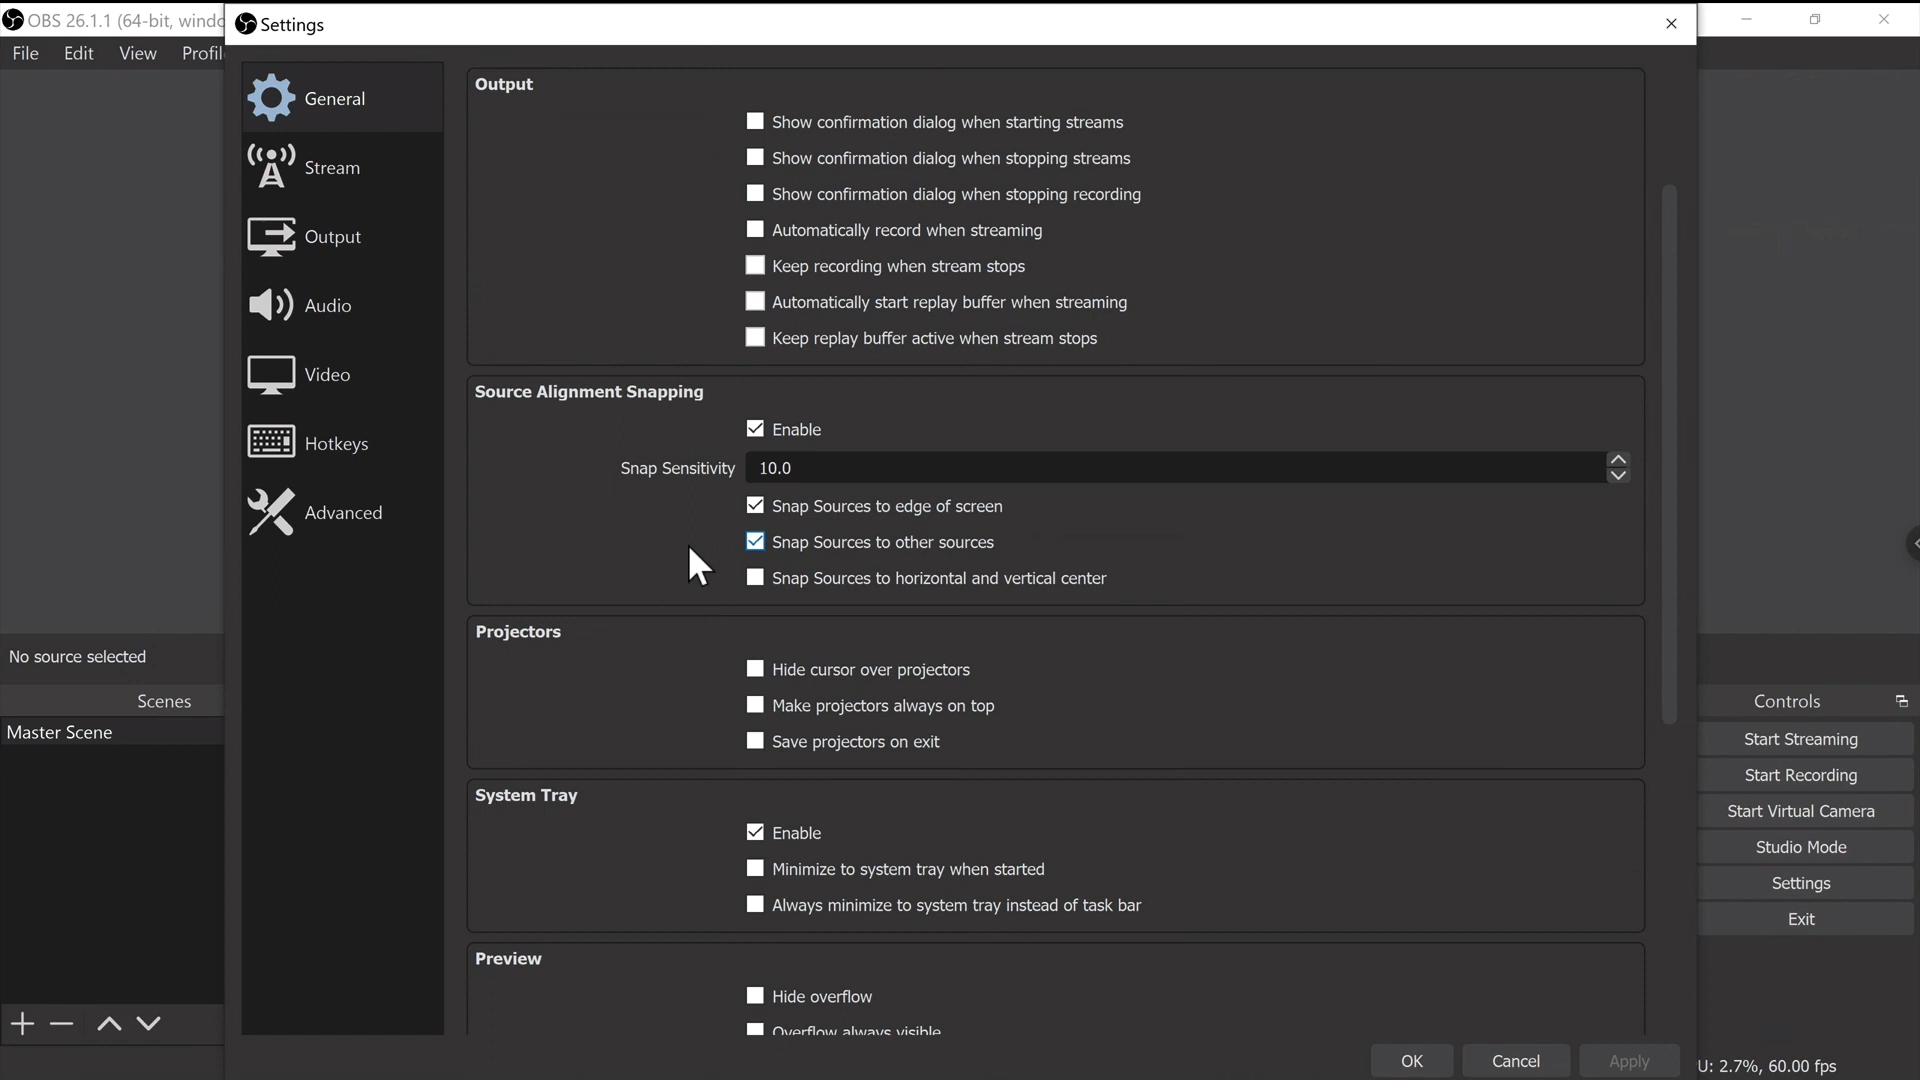 OBS 26.1.1 (64-bit, windo
Settings
File Edit View Profil
General
Stream
Output
Audio
Video
Hotkeys
Advanced
Output
Show confirmation dialog when starting streams
Show confirmation dialog when stopping streams
Show confirmation dialog when stopping recording
Automatically record when streaming
Keep recording when stream stops
Automatically start replay buffer when streaming
Keep replay buffer active when stream stops
Source Alignment Snapping
Enable
Snap Sensitivity 10.0
Snap Sources to edge of screen
Snap Sources to other sources
Snap Sources to horizontal and vertical center
Projectors
Hide cursor over projectors
Make projectors always on top
Save projectors on exit
System Tray
Enable
Minimize to system tray when started
Always minimize to system tray instead of task bar
Preview
Hide overflow
Overflow always visible
OK Cancel Apply
No source selected
Scenes
Master Scene
Controls
Start Streaming
Start Recording
Start Virtual Camera
Studio Mode
Settings
Exit
U: 2.7%, 60.00 fps